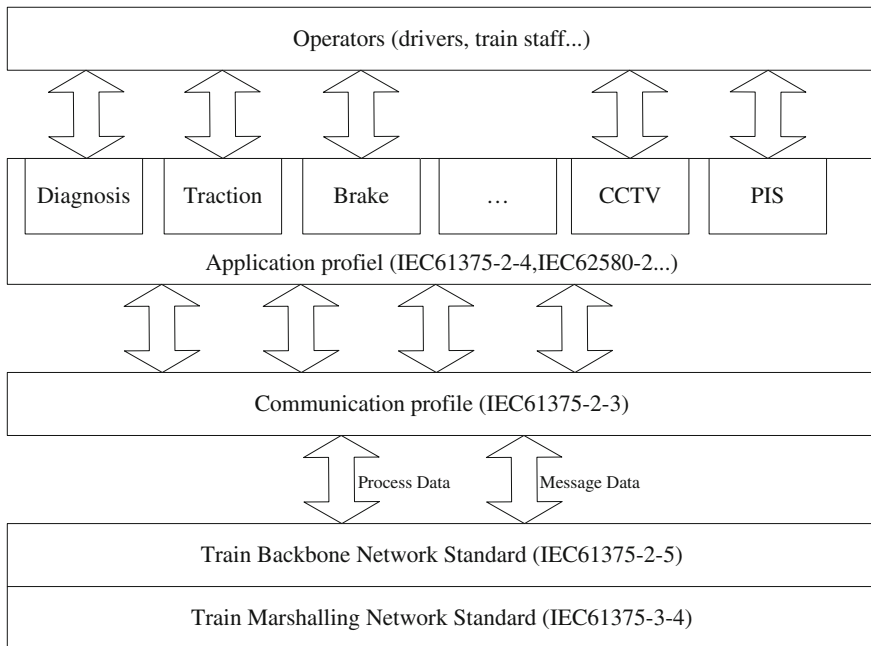 Operators (drivers, train staff...)
Diagnosis
Traction
Brake
...
CCTV
PIS
Application profiel (IEC61375-2-4,IEC62580-2...)
Communication profile (IEC61375-2-3)
Process Data
Message Data
Train Backbone Network Standard (IEC61375-2-5)
Train Marshalling Network Standard (IEC61375-3-4)